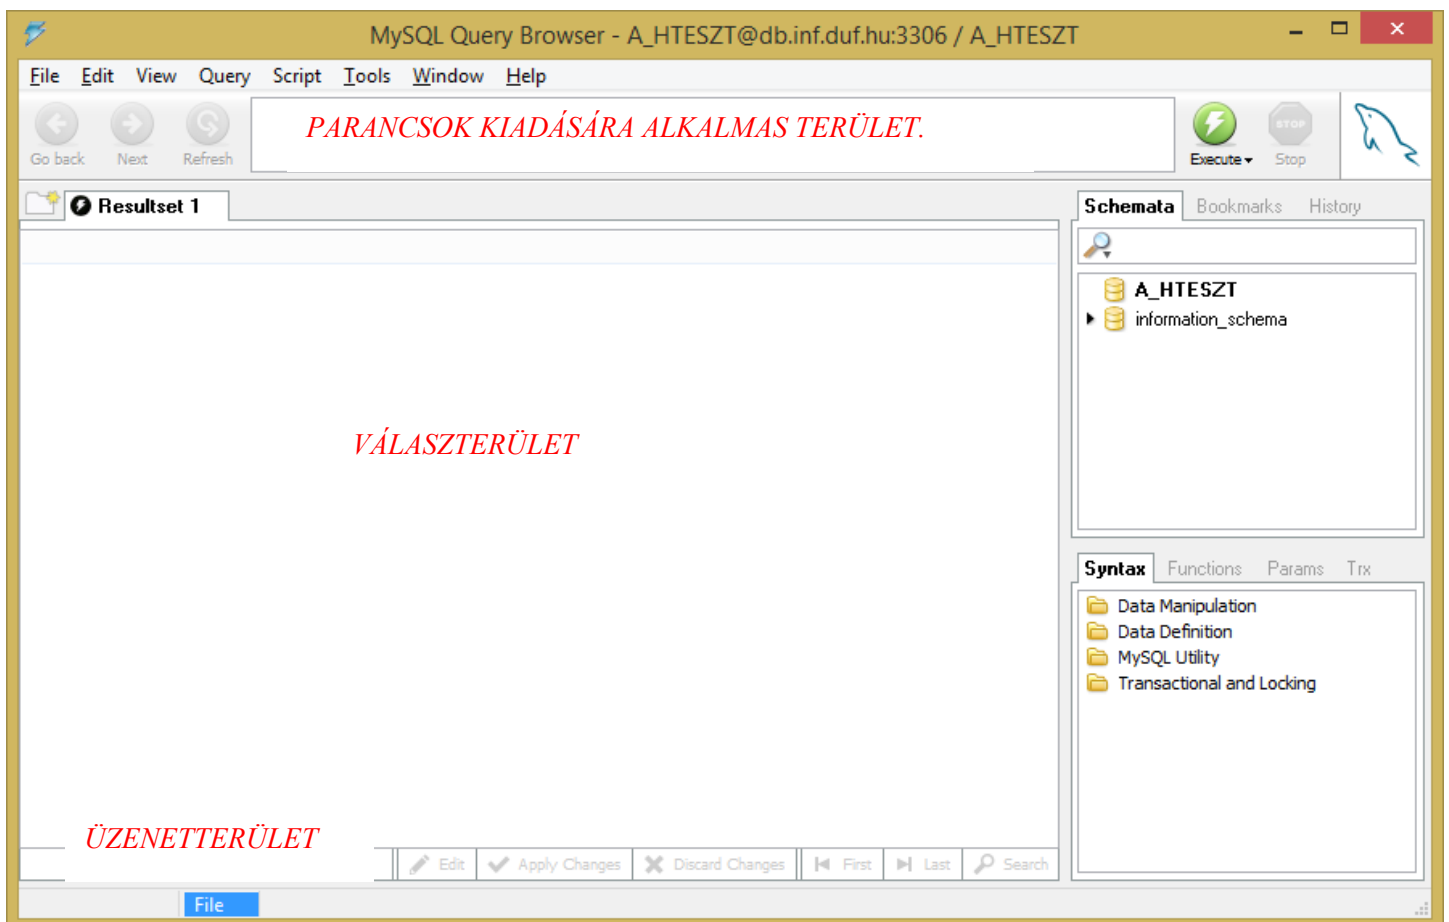 MySQL Query Browser - A_HTESZT@db.inf.duf.hu:3306 / A_HTESZT
File Edit View Query Script Tools Window Help
PARANCSOK KIADÁSÁRA ALKALMAS TERÜLET.
Go back Next Refresh
STOP
Execute Stop
Resultset 1
Schemata Bookmarks History
A_HTESZT
information_schema
VÁLASZTERÜLET
Syntax Functions Params Trx
Data Manipulation
Data Definition
MySQL Utility
Transactional and Locking
ÜZENETTERÜLET
Edit Apply Changes Discard Changes First Last Search
File